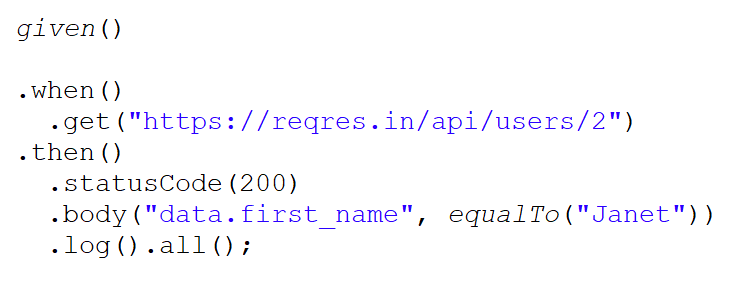 given()
.when()
.get("https://reqres.in/api/users/2")
.then()
.statusCode(200)
.body("data.first_name", equalTo("Janet"))
.log().all();